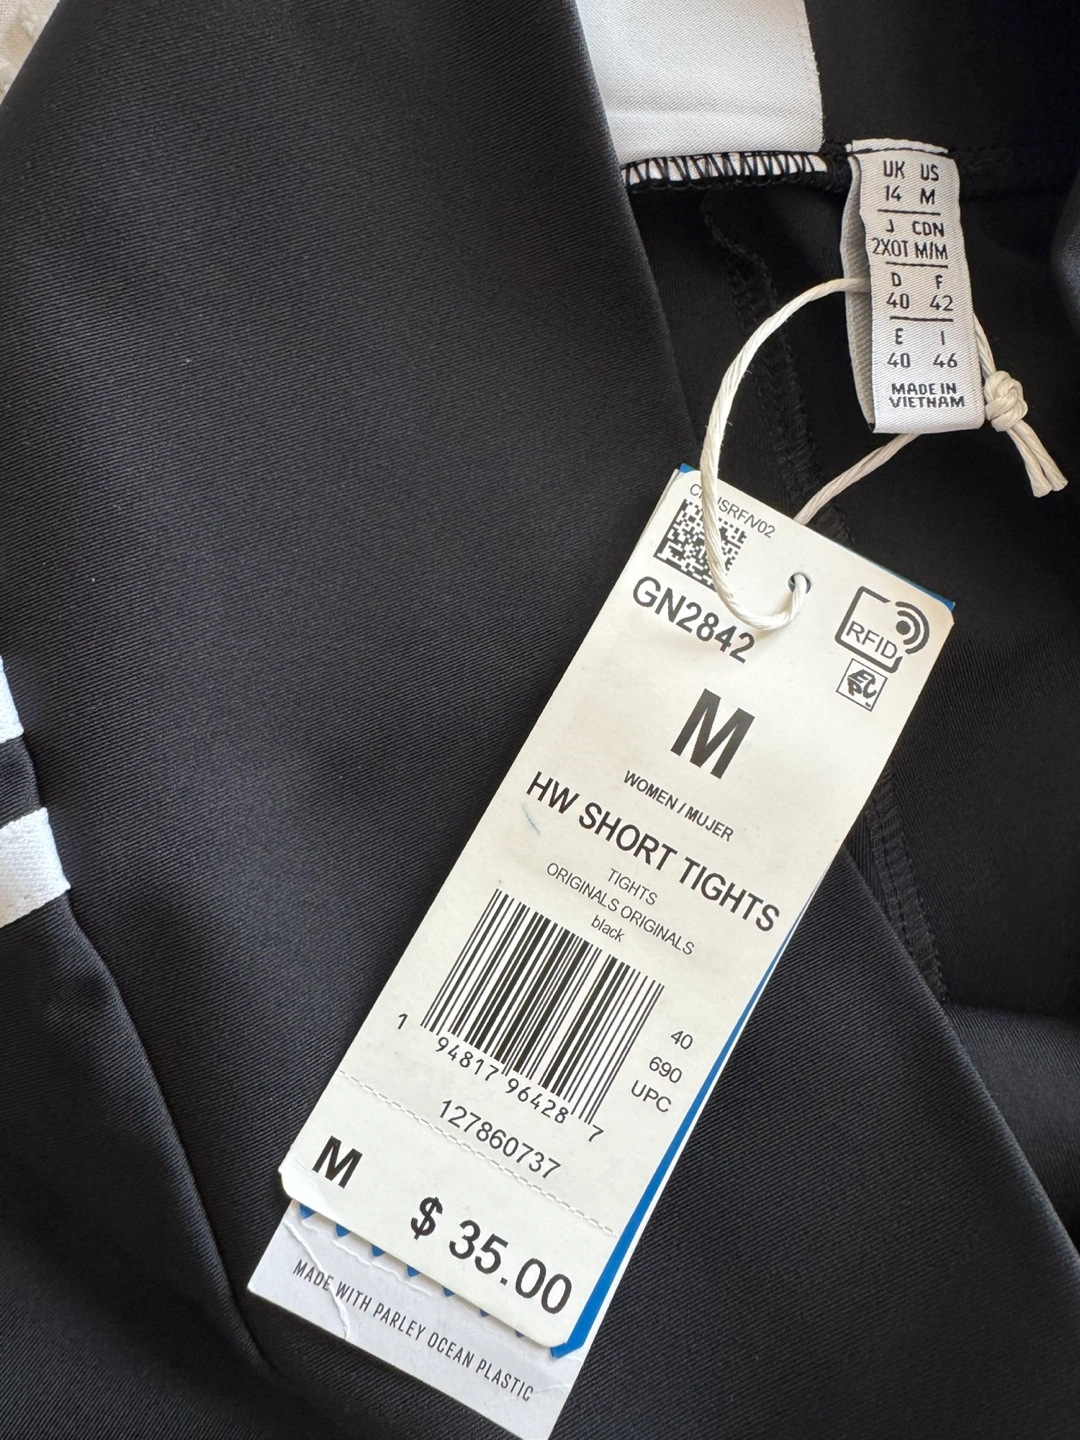 UK US
14 M
J CDN
2XOT M/M
D F
40 42
E I
40 46
MADE IN
VIETNAM
GN2842
RFID
M
WOMEN / MUJER
HW SHORT TIGHTS
TIGHTS
ORIGINALS ORIGINALS
black
40
690
UPC
1 94817 96428 7
127860737
M
$ 35.00
MADE WITH PARLEY OCEAN PLASTIC